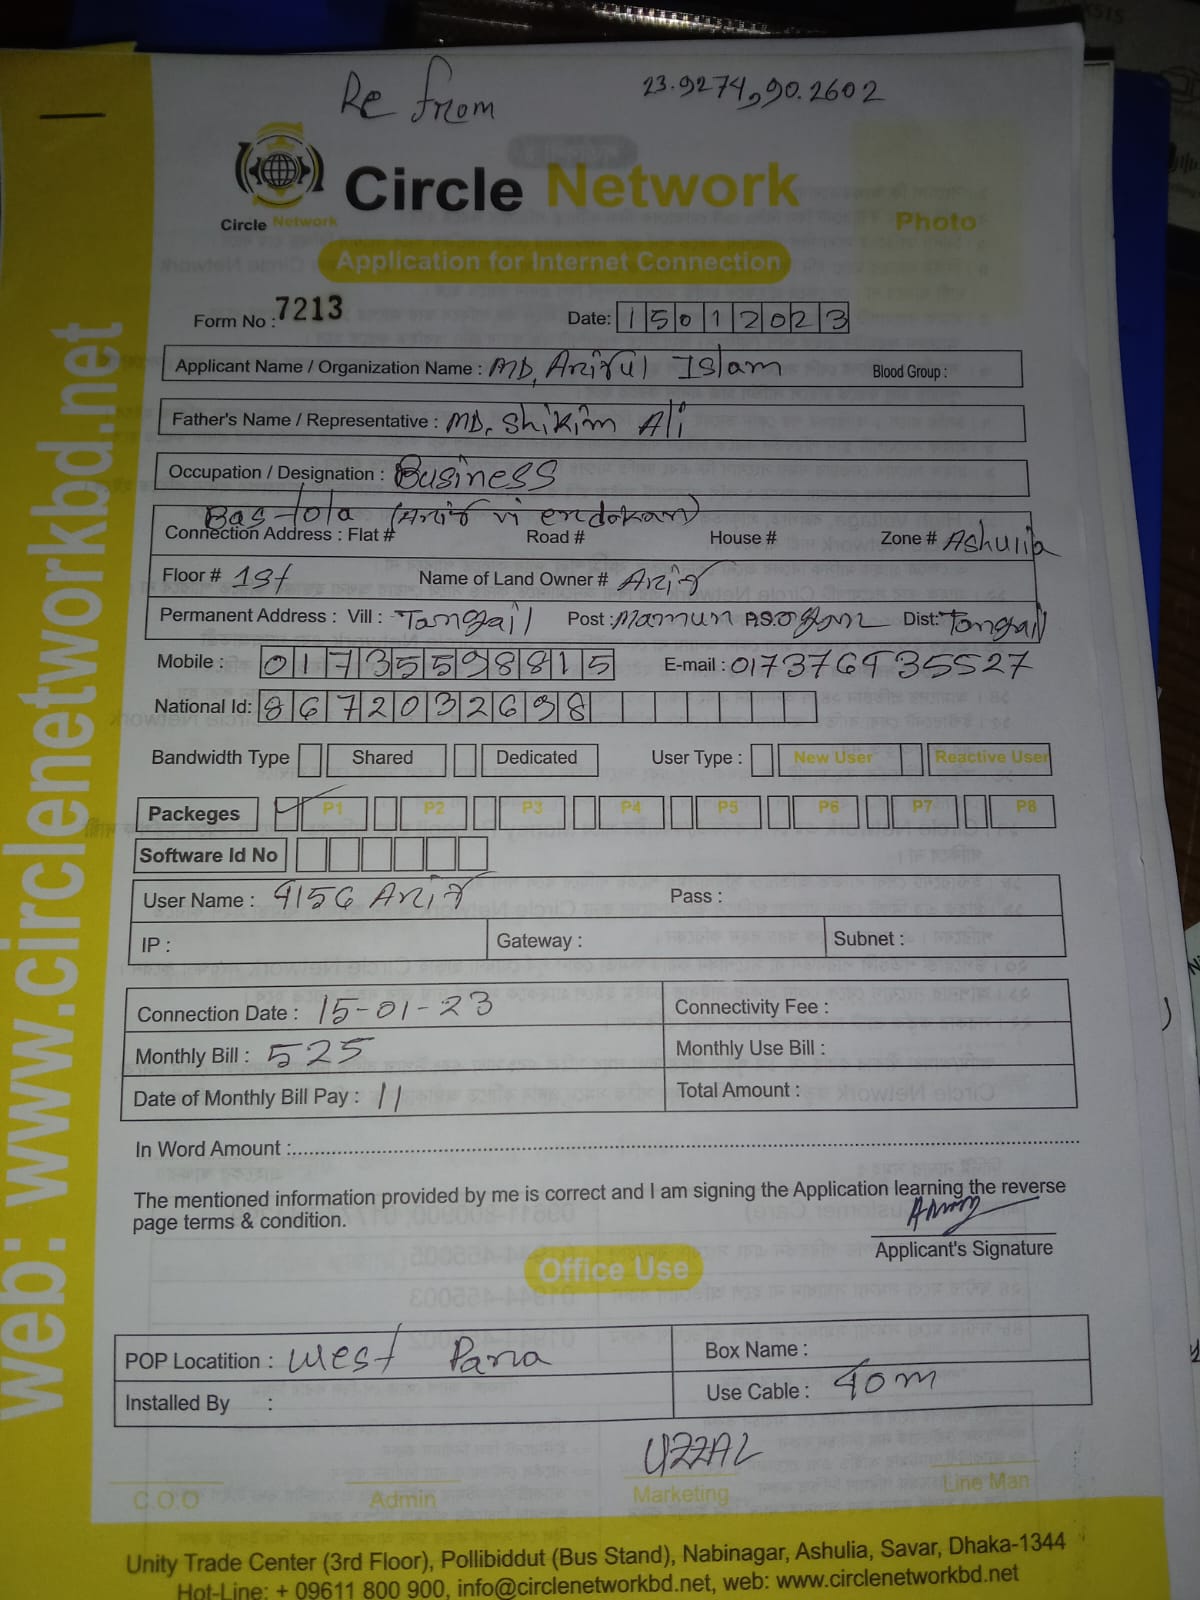 Re from
23.9274,90.2602
Circle Network
Circle Network
Photo
Application for Internet Connection
Form No : 7213
Date: 15012023
Applicant Name / Organization Name : MD, Ariful Islam Blood Group :
Father's Name / Representative : MD. Shikim Ali
Occupation / Designation : Business
Bas-tola (Arif vi er dokan)
Connection Address : Flat # Road # House # Zone # Ashulia
Floor # 1st Name of Land Owner # Arif
Permanent Address : Vill : Tangail Post : Dist: Tangail
Mobile : 01735598815 E-mail :
National Id: 8672032698
Bandwidth Type Shared Dedicated User Type : New User Reactive User
Packeges P1 P2 P3 P4 P5 P6 P7 P8
Software Id No
User Name : 4156 Arif Pass :
IP : Gateway : Subnet :
Connection Date : 15-01-23 Connectivity Fee :
Monthly Bill : 525 Monthly Use Bill :
Date of Monthly Bill Pay : 11 Total Amount :
In Word Amount :
The mentioned information provided by me is correct and I am signing the Application learning the reverse
page terms & condition.
Applicant's Signature
Office Use
POP Locatition : West Para Box Name :
Installed By : Use Cable : 40m
UZZAL
C.O.O Admin Marketing Line Man
Unity Trade Center (3rd Floor), Pollibiddut (Bus Stand), Nabinagar, Ashulia, Savar, Dhaka-1344
Hot-Line: + 09611 800 900, info@circlenetworkbd.net, web: www.circlenetworkbd.net
web: www.circlenetworkbd.net